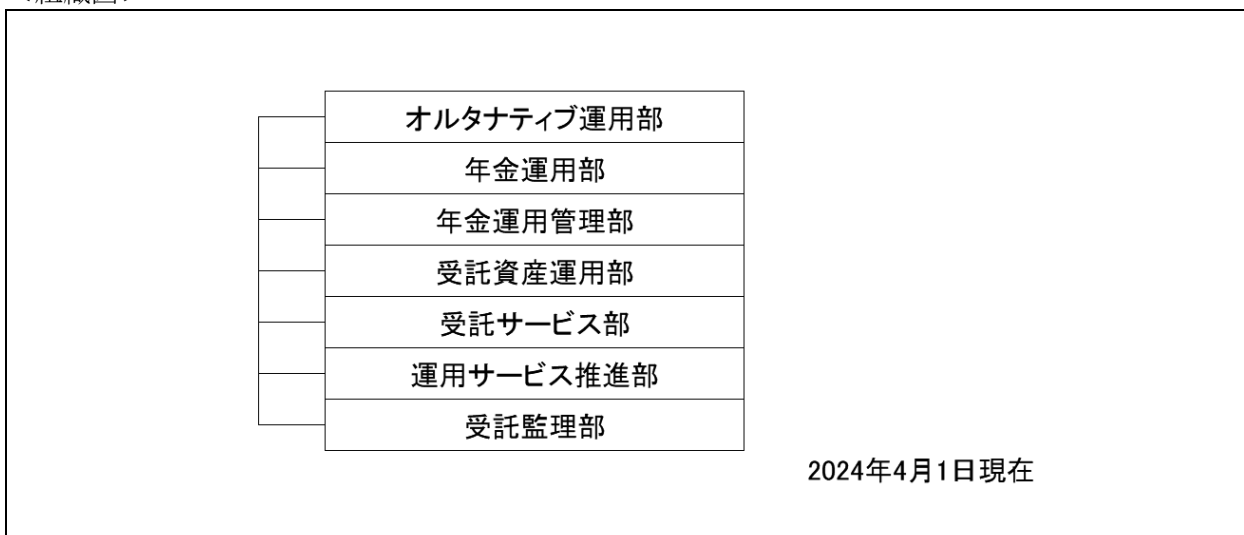 オルタナティブ運用部
年金運用部
年金運用管理部
受託資産運用部
受託サービス部
運用サービス推進部
受託監理部
2024年4月1日現在